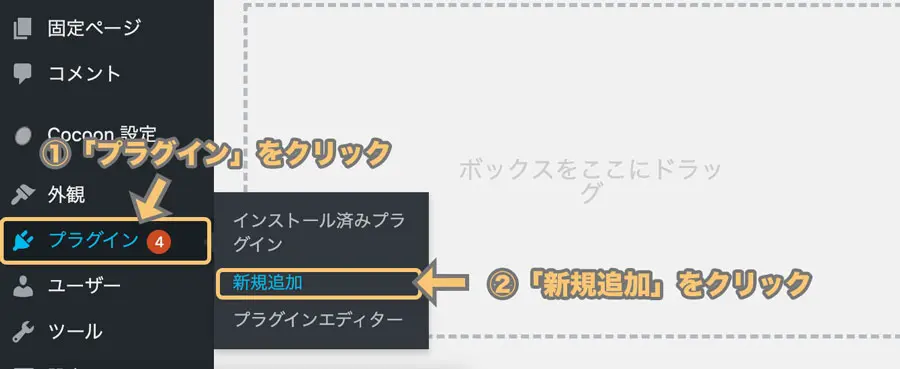 固定ページ
コメント
Cocoon 設定
①「プラグイン」をクリック
外観
プラグイン 4
ユーザー
ツール
インストール済みプラ
グイン
新規追加
プラグインエディター
②「新規追加」をクリック
ボックスをここにドラッ
グ